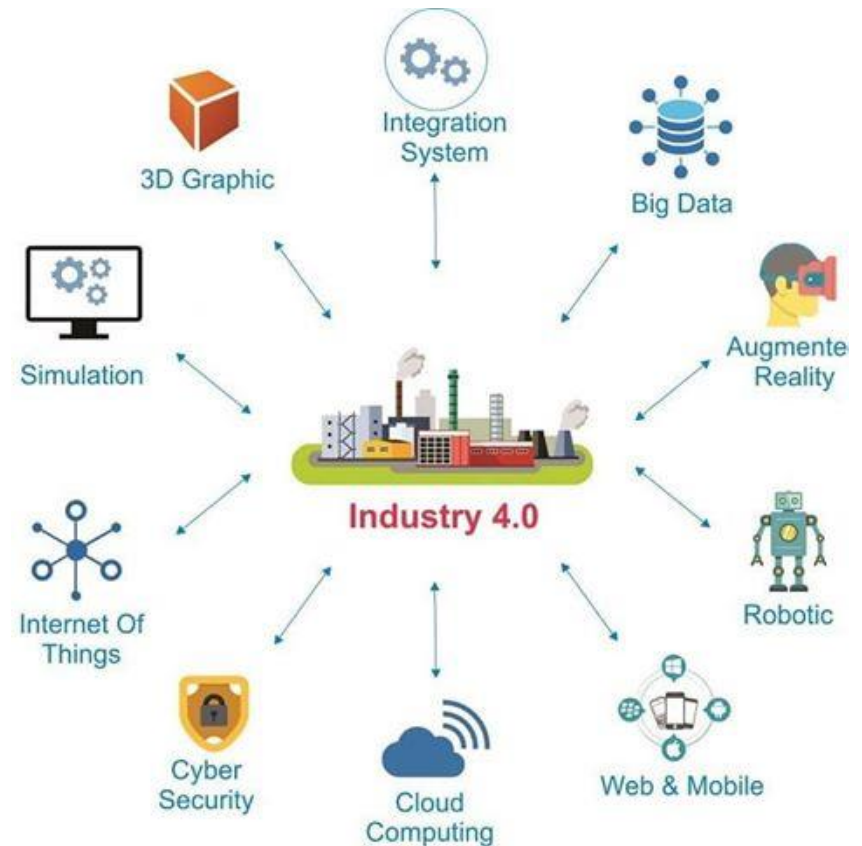 Integration
System
3D Graphic
Big Data
Augmente
Reality
Simulation
Industry 4.0
Robotic
Internet Of
Things
Web & Mobile
Cyber
Security
Cloud
Computing